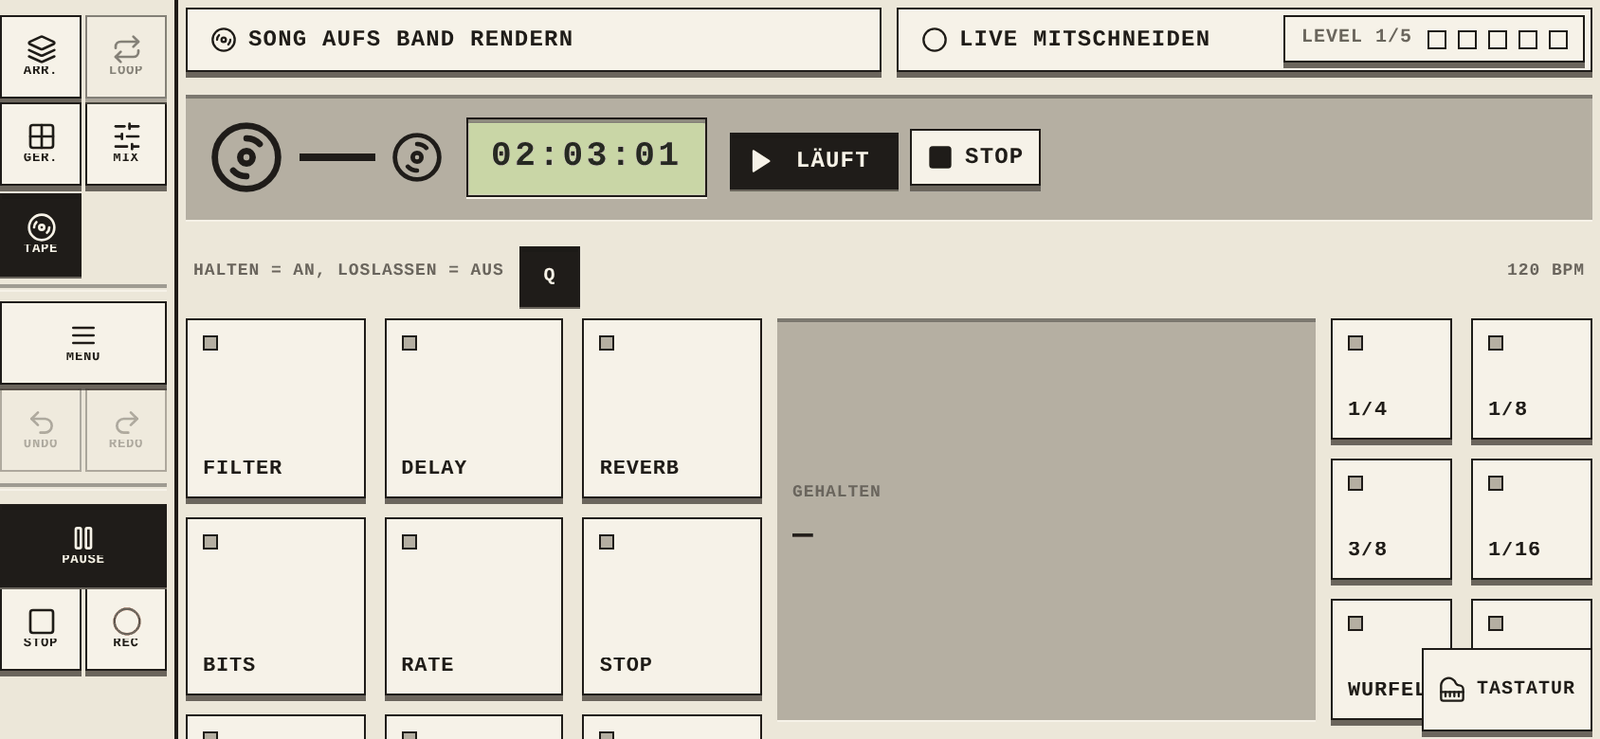 SONG AUFS BAND RENDERN
LIVE MITSCHNEIDEN
LEVEL 1/5
ARR.
LOOP
GER.
MIX
TAPE
MENU
UNDO
REDO
PAUSE
STOP
REC
02:03:01
LÄUFT
STOP
HALTEN = AN, LOSLASSEN = AUS
Q
120 BPM
FILTER
DELAY
REVERB
BITS
RATE
STOP
GEHALTEN
—
1/4
1/8
3/8
1/16
WURFEL
TASTATUR